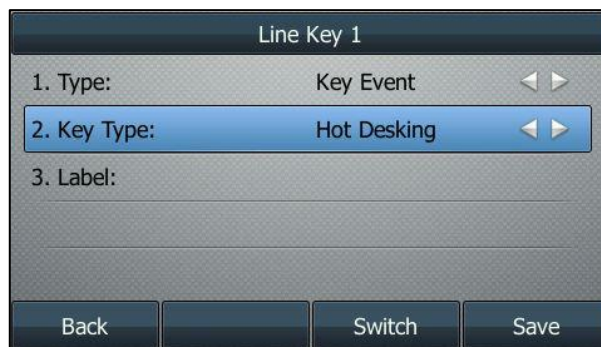 Line Key 1
1. Type: Key Event
2. Key Type: Hot Desking
3. Label:
Back Switch Save